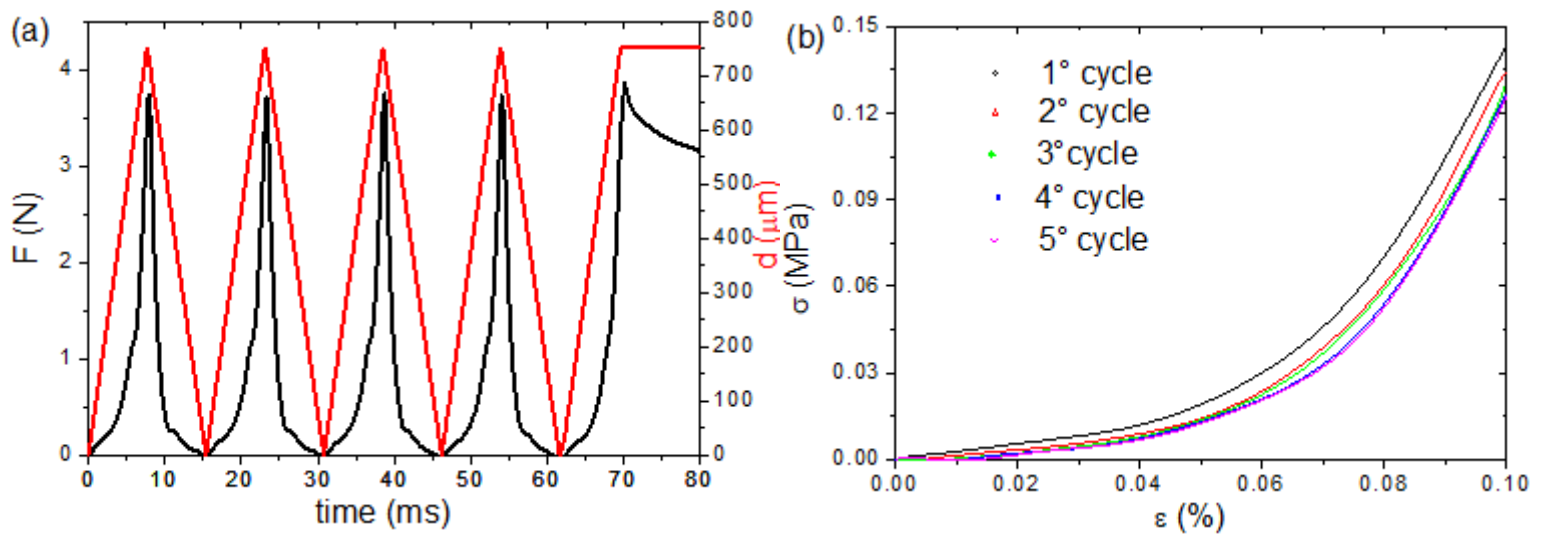 (a)
F (N)
4
3
2
1
0
0 10 20 30 40 50 60 70 80
time (ms)
800
700
600
500
400
300
200
100
0
d (μm)
(b)
σ (MPa)
0.15
0.12
0.09
0.06
0.03
0.00
1° cycle
2° cycle
3°cycle
4° cycle
5° cycle
0.00 0.02 0.04 0.06 0.08 0.10
ε (%)